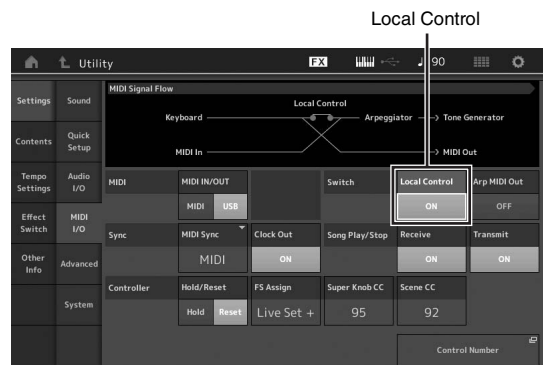 Local Control
Utility
FX
90
Settings
Sound
MIDI Signal Flow
Local Control
Keyboard
Arpeggiator
Tone Generator
MIDI In
MIDI Out
Contents
Quick Setup
Tempo Settings
Audio I/O
MIDI
MIDI IN/OUT
MIDI
USB
Switch
Local Control
ON
Arp MIDI Out
OFF
Effect Switch
MIDI I/O
Sync
MIDI Sync
MIDI
Clock Out
ON
Song Play/Stop
Receive
ON
Transmit
ON
Other Info
Advanced
Controller
Hold/Reset
Hold
Reset
FS Assign
Live Set +
Super Knob CC
95
Scene CC
92
System
Control Number